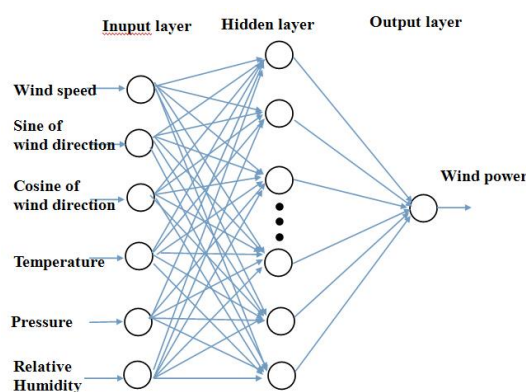 Inuput layer
Hidden layer
Output layer
Wind speed
Sine of
wind direction
Cosine of
wind direction
Temperature
Pressure
Relative
Humidity
Wind power